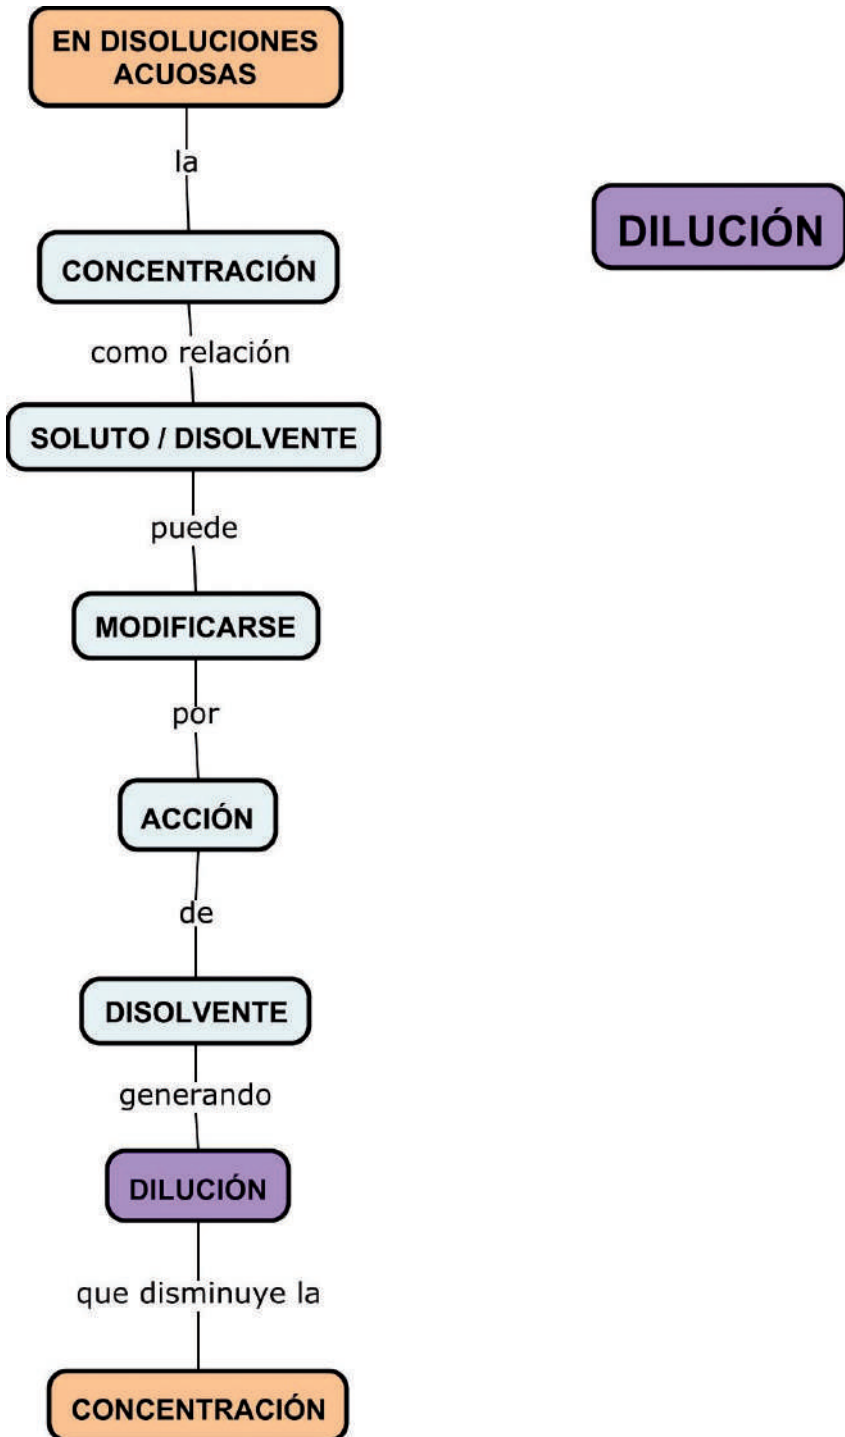 EN DISOLUCIONES
ACUOSAS
la
DILUCIÓN
CONCENTRACIÓN
como relación
SOLUTO / DISOLVENTE
puede
MODIFICARSE
por
ACCIÓN
de
DISOLVENTE
generando
DILUCIÓN
que disminuye la
CONCENTRACIÓN